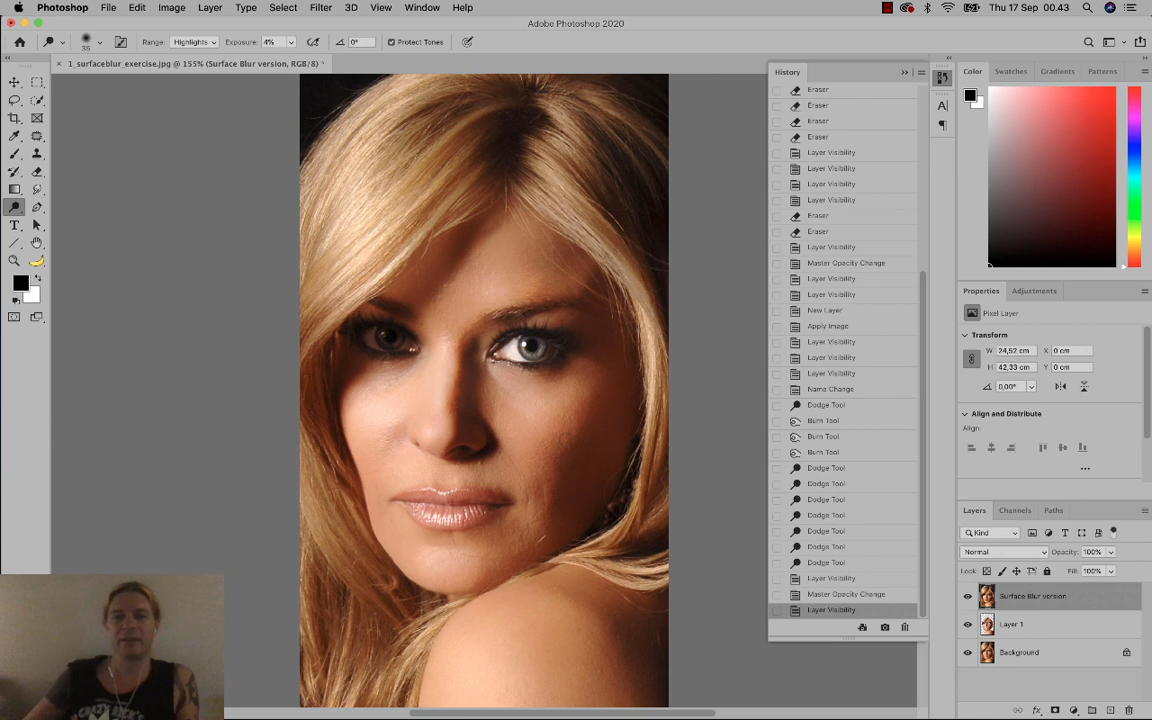 Photoshop File Edit Image Layer Type Select Filter 3D View Window Help Thu 17 Sep 00.43
Adobe Photoshop 2020
35 Range: Highlights Exposure: 4% 0° Protect Tones
1_surfaceblur_exercise.jpg @ 155% (Surface Blur version, RGB/8) *
History
Eraser
Eraser
Eraser
Eraser
Layer Visibility
Layer Visibility
Layer Visibility
Layer Visibility
Eraser
Eraser
Layer Visibility
Master Opacity Change
Layer Visibility
Layer Visibility
New Layer
Apply Image
Layer Visibility
Layer Visibility
Layer Visibility
Name Change
Dodge Tool
Burn Tool
Burn Tool
Burn Tool
Dodge Tool
Dodge Tool
Dodge Tool
Dodge Tool
Dodge Tool
Dodge Tool
Dodge Tool
Layer Visibility
Master Opacity Change
Layer Visibility
Color Swatches Gradients Patterns
Properties Adjustments
Pixel Layer
Transform
W 24,52 cm X 0 cm
H 42,33 cm Y 0 cm
0,00°
Align and Distribute
Align:
Layers Channels Paths
Kind
Normal Opacity: 100%
Lock: Fill: 100%
Surface Blur version
Layer 1
Background
CRAZY